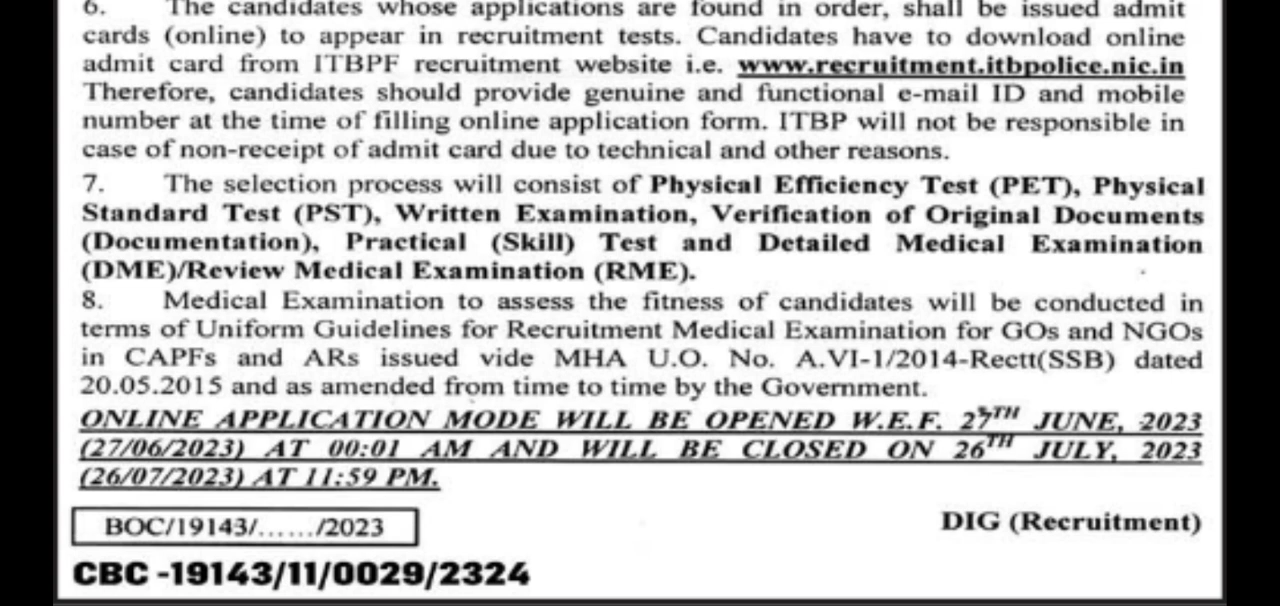 6. The candidates whose applications are found in order, shall be issued admit
cards (online) to appear in recruitment tests. Candidates have to download online
admit card from ITBPF recruitment website i.e. www.recruitment.itbpolice.nic.in
Therefore, candidates should provide genuine and functional e-mail ID and mobile
number at the time of filling online application form. ITBP will not be responsible in
case of non-receipt of admit card due to technical and other reasons.
7. The selection process will consist of Physical Efficiency Test (PET), Physical
Standard Test (PST), Written Examination, Verification of Original Documents
(Documentation), Practical (Skill) Test and Detailed Medical Examination
(DME)/Review Medical Examination (RME).
8. Medical Examination to assess the fitness of candidates will be conducted in
terms of Uniform Guidelines for Recruitment Medical Examination for GOs and NGOs
in CAPFs and ARs issued vide MHA U.O. No. A.VI-1/2014-Rectt(SSB) dated
20.05.2015 and as amended from time to time by the Government.
ONLINE APPLICATION MODE WILL BE OPENED W.E.F. 27TH JUNE, 2023
(27/06/2023) AT 00:01 AM AND WILL BE CLOSED ON 26TH JULY, 2023
(26/07/2023) AT 11:59 PM.
BOC/19143/....../2023
DIG (Recruitment)
CBC -19143/11/0029/2324